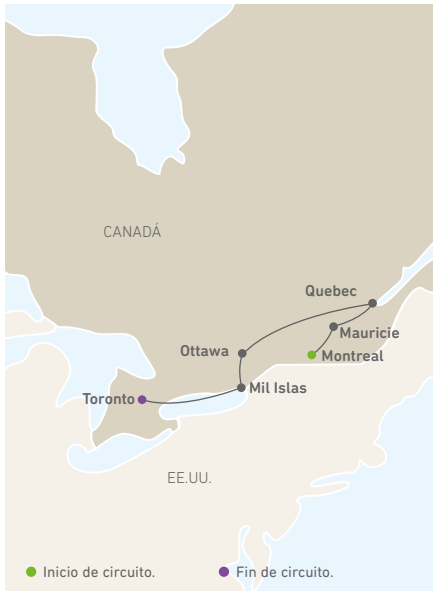 CANADÁ
Quebec
Mauricie
Ottawa
Montreal
Mil Islas
Toronto
EE.UU.
Inicio de circuito.
Fin de circuito.